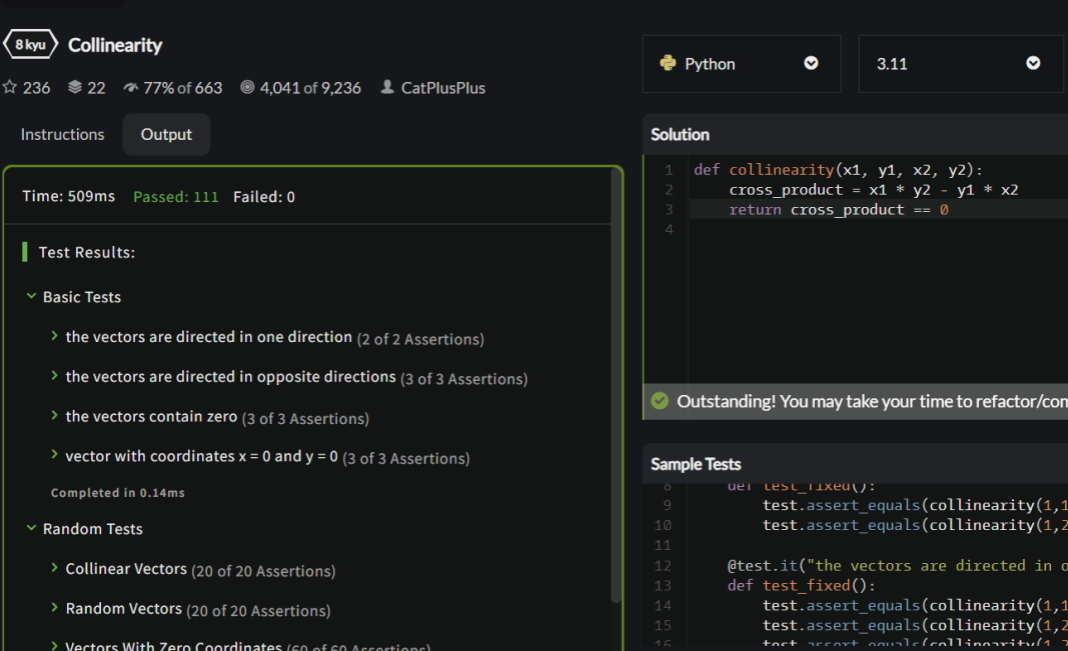 8 kyu Collinearity
236 22 77% of 663 4,041 of 9,236 CatPlusPlus
Instructions Output
Time: 509ms Passed: 111 Failed: 0
Test Results:
Basic Tests
the vectors are directed in one direction (2 of 2 Assertions)
the vectors are directed in opposite directions (3 of 3 Assertions)
the vectors contain zero (3 of 3 Assertions)
vector with coordinates x = 0 and y = 0 (3 of 3 Assertions)
Completed in 0.14ms
Random Tests
Collinear Vectors (20 of 20 Assertions)
Random Vectors (20 of 20 Assertions)
Vectors With Zero Coordinates (60 of 60 Assertions)
Python 3.11
Solution
1 def collinearity(x1, y1, x2, y2):
2 cross_product = x1 * y2 - y1 * x2
3 return cross_product == 0
4
Outstanding! You may take your time to refactor/com
Sample Tests
8 def test_fixed():
9 test.assert_equals(collinearity(1,1
10 test.assert_equals(collinearity(1,2
11
12 @test.it("the vectors are directed in o
13 def test_fixed():
14 test.assert_equals(collinearity(1,1
15 test.assert_equals(collinearity(1,2
16 test.assert_equals(collinearity(1